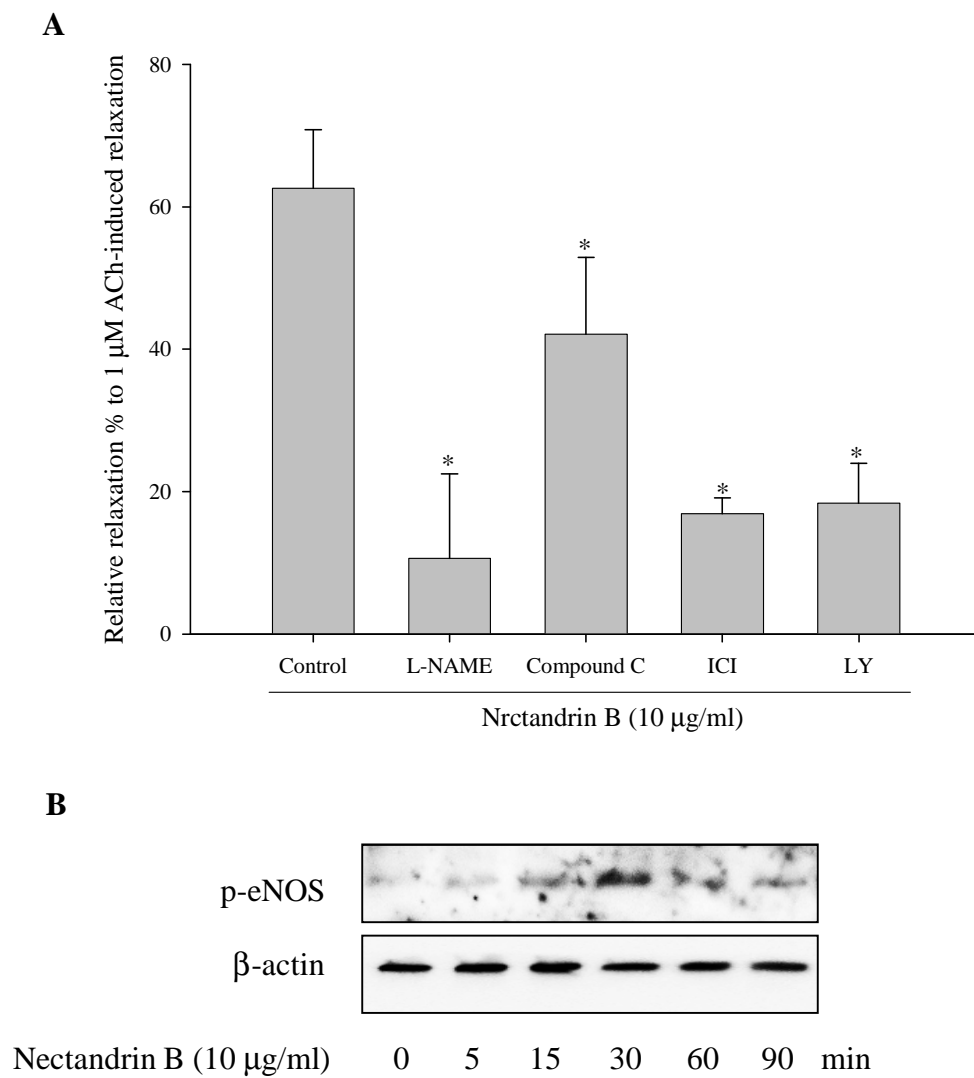 A
Relative relaxation % to 1 μM ACh-induced relaxation
80
60
40
20
0
*
*
*
*
Control L-NAME Compound C ICI LY
Nrctandrin B (10 μg/ml)
B
p-eNOS
β-actin
Nectandrin B (10 μg/ml) 0 5 15 30 60 90 min